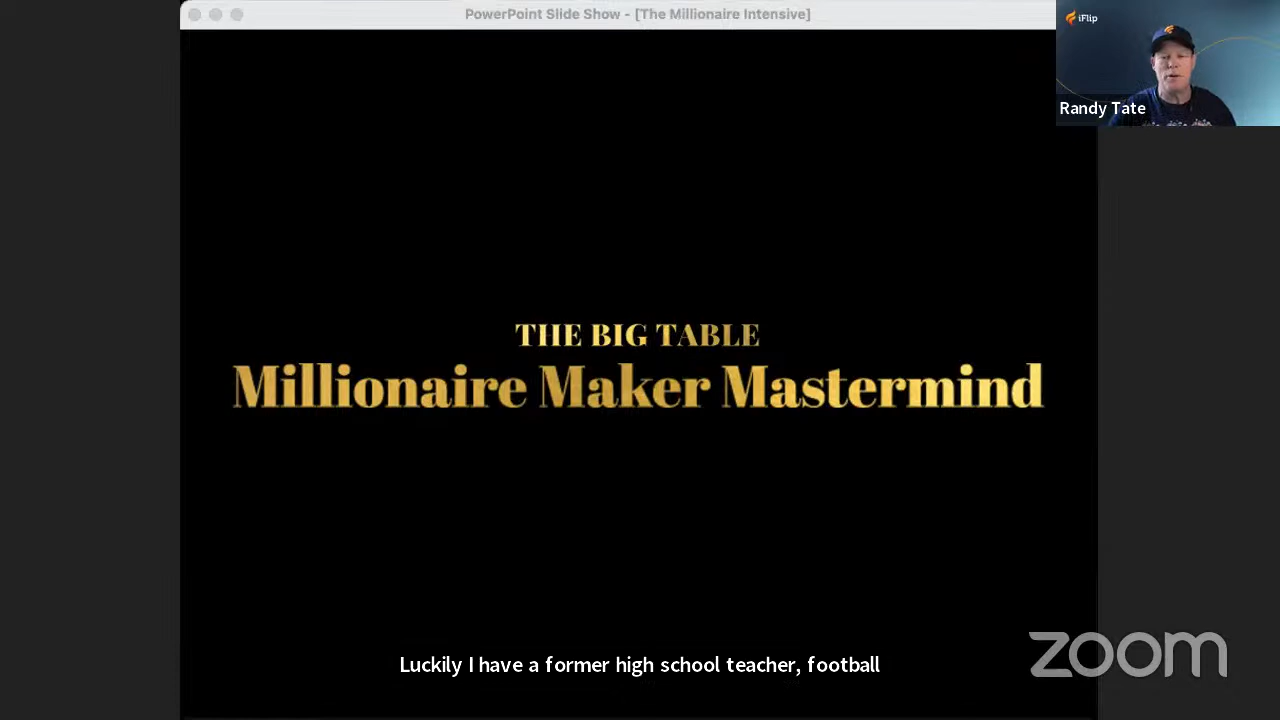 PowerPoint Slide Show - [The Millionaire Intensive]
iFlip
Randy Tate
THE BIG TABLE
Millionaire Maker Mastermind
Luckily I have a former high school teacher, football
zoom